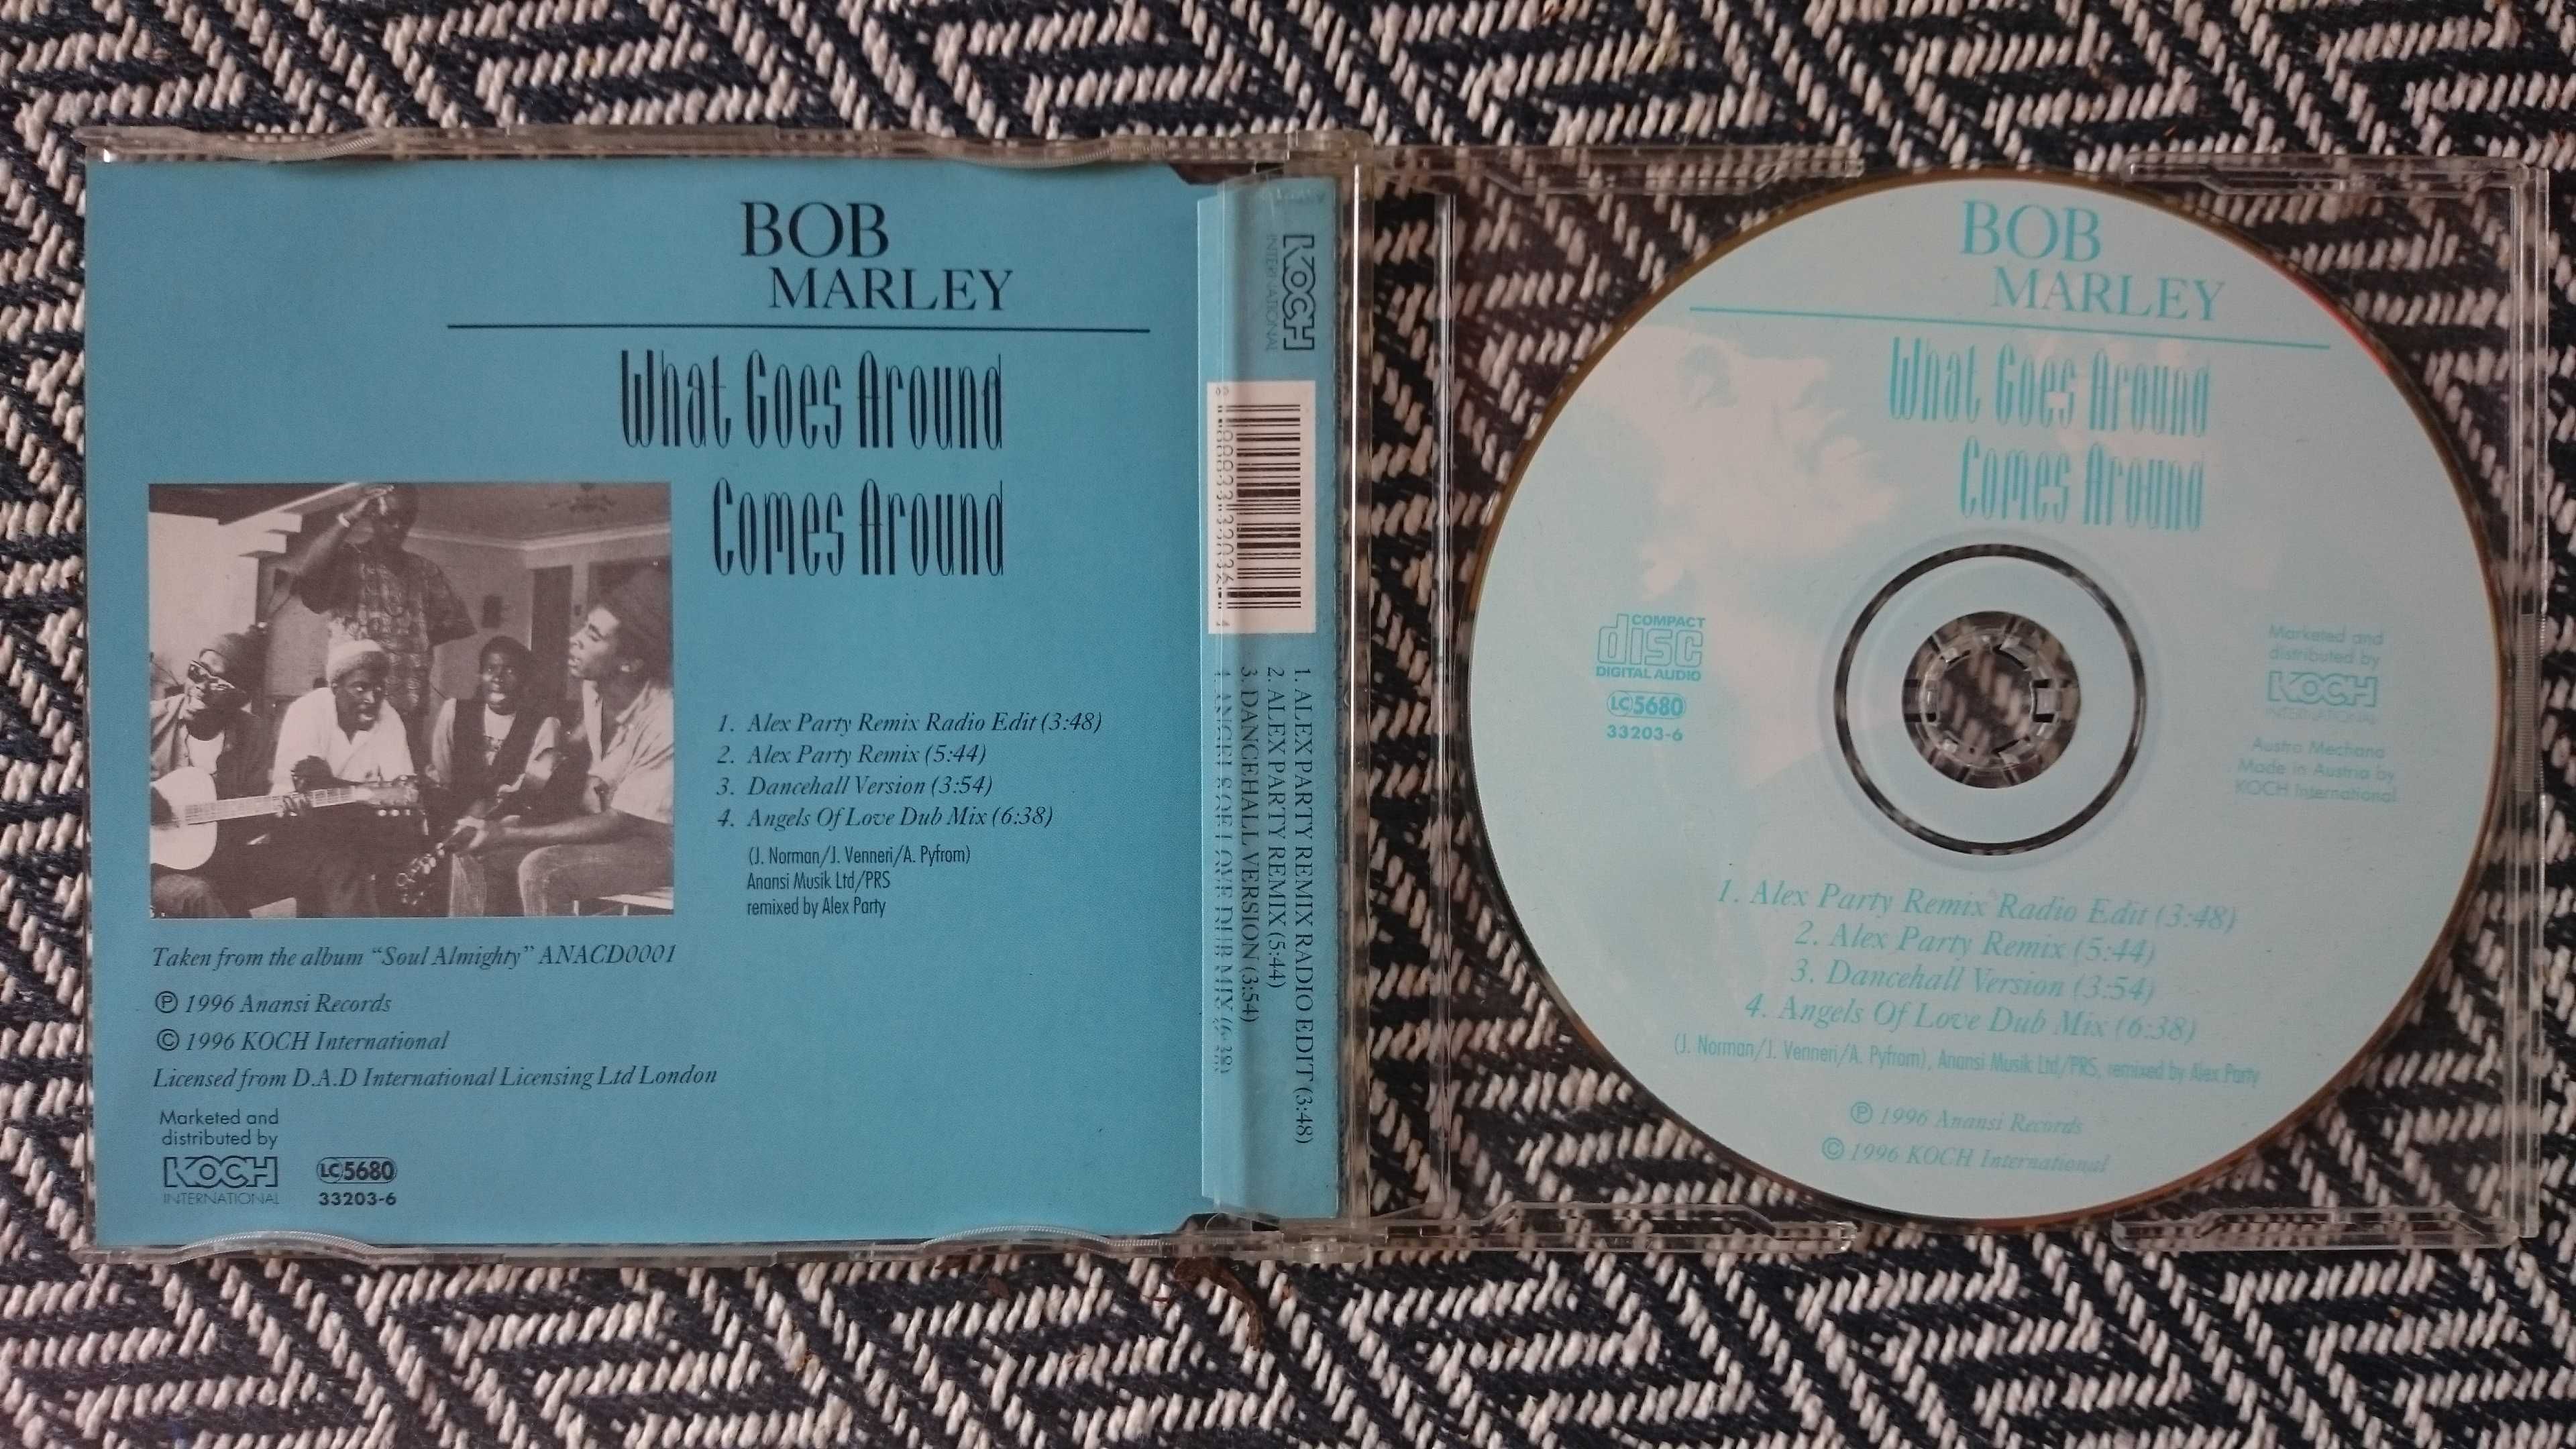 BOB
MARLEY
What Goes Around
Comes Around
1. Alex Party Remix Radio Edit (3:48)
2. Alex Party Remix (5:44)
3. Dancehall Version (3:54)
4. Angels Of Love Dub Mix (6:38)
(J. Norman/J. Venneri/A. Pyfrom)
Anansi Musik Ltd/PRS
remixed by Alex Party
Taken from the album “Soul Almighty” ANACD0001
℗ 1996 Anansi Records
© 1996 KOCH International
Licensed from D.A.D International Licensing Ltd London
Marketed and
distributed by
KOCH
INTERNATIONAL
LC 5680
33203-6
KOCH
INTERNATIONAL
1. ALEX PARTY REMIX RADIO EDIT (3:48)
2. ALEX PARTY REMIX (5:44)
3. DANCEHALL VERSION (3:54)
4. ANGELS OF LOVE DUB MIX (6:38)
BOB
MARLEY
What Goes Around
Comes Around
COMPACT
disc
DIGITAL AUDIO
LC 5680
33203-6
Marketed and
distributed by
KOCH
INTERNATIONAL
Austro Mechana
Made in Austria by
KOCH International
1. Alex Party Remix Radio Edit (3:48)
2. Alex Party Remix (5:44)
3. Dancehall Version (3:54)
4. Angels Of Love Dub Mix (6:38)
(J. Norman/J. Venneri/A. Pyfrom), Anansi Musik Ltd/PRS, remixed by Alex Party
℗ 1996 Anansi Records
© 1996 KOCH International